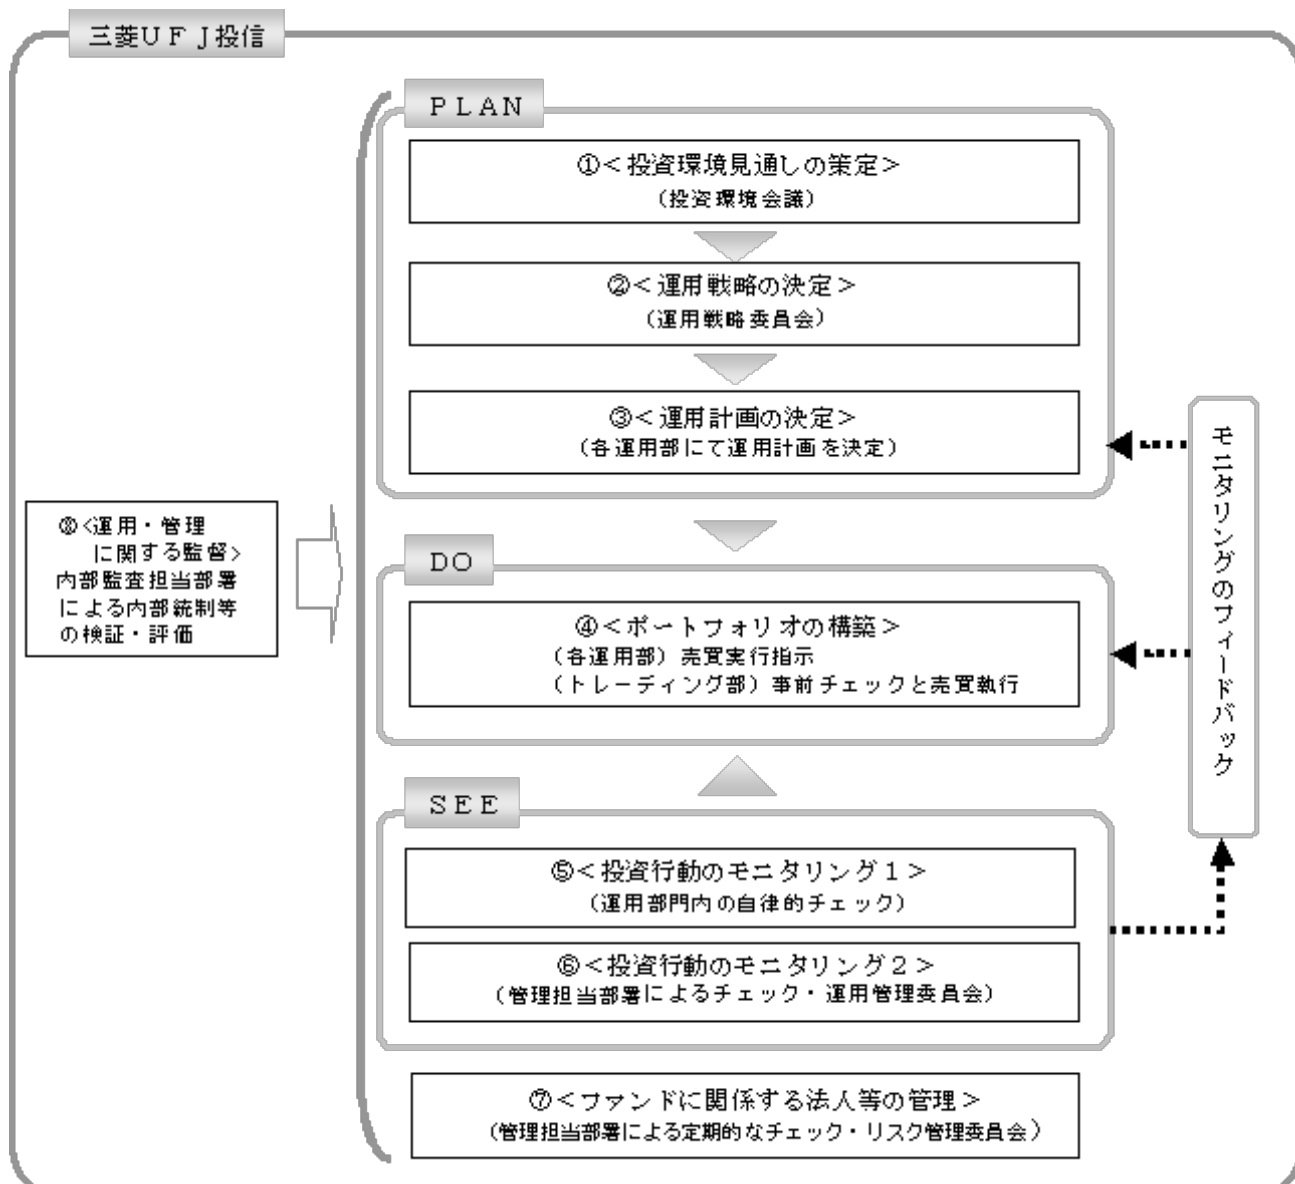 三菱UFJ投信
PLAN
①＜投資環境見通しの策定＞
（投資環境会議）
②＜運用戦略の決定＞
（運用戦略委員会）
③＜運用計画の決定＞
（各運用部にて運用計画を決定）
⑧＜運用・管理
に関する監督＞
内部監査担当部署
による内部統制等
の検証・評価
DO
④＜ポートフォリオの構築＞
（各運用部）売買実行指示
（トレーディング部）事前チェックと売買執行
モニタリングのフィードバック
SEE
⑤＜投資行動のモニタリング1＞
（運用部門内の自律的チェック）
⑥＜投資行動のモニタリング2＞
（管理担当部署によるチェック・運用管理委員会）
⑦＜ファンドに関係する法人等の管理＞
（管理担当部署による定期的なチェック・リスク管理委員会）